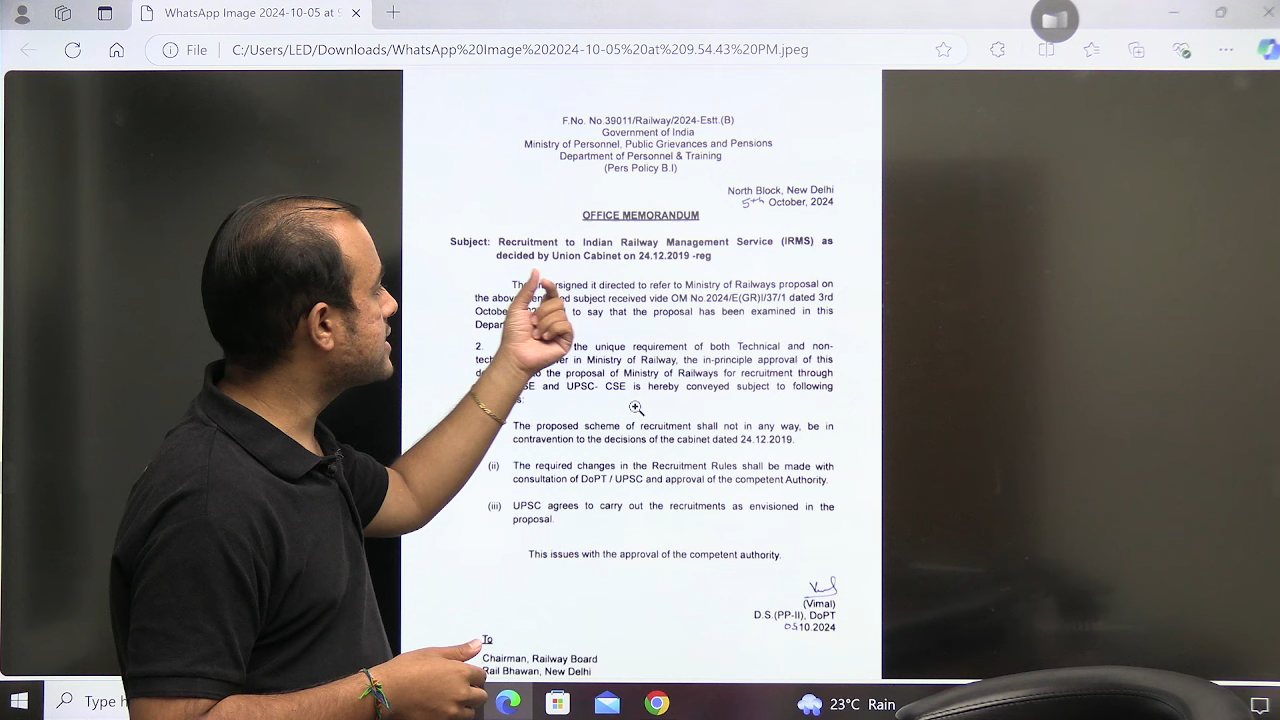 WhatsApp Image 2024-10-05 at 9
File C:/Users/LED/Downloads/WhatsApp%20Image%202024-10-05%20at%209.54.43%20PM.jpeg
F.No. No.39011/Railway/2024-Estt.(B)
Government of India
Ministry of Personnel, Public Grievances and Pensions
Department of Personnel & Training
(Pers Policy B.I)
North Block, New Delhi
5th October, 2024
OFFICE MEMORANDUM
Subject: Recruitment to Indian Railway Management Service (IRMS) as
decided by Union Cabinet on 24.12.2019 -reg
directed to refer to Ministry of Railways proposal on
the subject received vide OM No.2024/E(GR)I/37/1 dated 3rd
October to say that the proposal has been examined in this
2. the unique requirement of both Technical and non-
in Ministry of Railway, the in-principle approval of this
to the proposal of Ministry of Railways for recruitment through
and UPSC- CSE is hereby conveyed subject to following
The proposed scheme of recruitment shall not in any way, be in
contravention to the decisions of the cabinet dated 24.12.2019.
(ii) The required changes in the Recruitment Rules shall be made with
consultation of DoPT / UPSC and approval of the competent Authority.
(iii) UPSC agrees to carry out the recruitments as envisioned in the
proposal.
This issues with the approval of the competent authority.
(Vimal)
D.S.(PP-II), DoPT
05.10.2024
To
Chairman, Railway Board
Rail Bhawan, New Delhi
Type h
23°C Rain